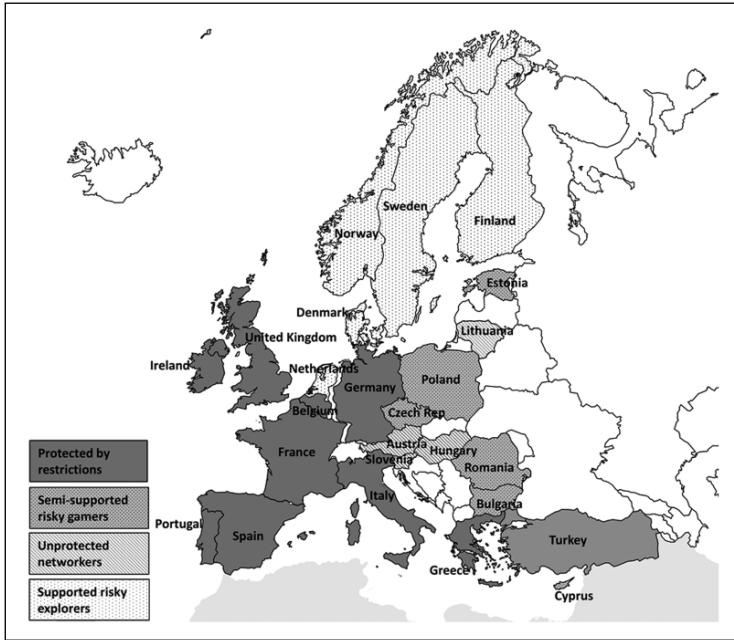 Sweden
Finland
Norway
Estonia
Denmark
Lithuania
United Kingdom
Ireland
Netherlands
Germany
Poland
Belgium
Czech Rep
Austria
Hungary
France
Slovenia
Romania
Italy
Bulgaria
Portugal
Spain
Turkey
Greece
Cyprus
Protected by
restrictions
Semi-supported
risky gamers
Unprotected
networkers
Supported risky
explorers